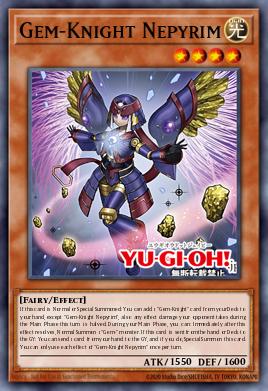 GEM-KNIGHT NEPYRIM
光
YU-GI-OH!
無断転載禁止
[FAIRY/EFFECT]
If this card is Normal or Special Summoned: You can add 1 "Gem-Knight" card from your Deck to
your hand, except "Gem-Knight Nepyrim", also any effect damage your opponent takes during
the Main Phase this turn is halved. During your Main Phase, you can: Immediately after this
effect resolves, Normal Summon 1 "Gem-" monster. If this card is sent from the hand or Deck to
the GY: You can send 1 card from your hand to the GY, and if you do, Special Summon this card.
You can only use each effect of "Gem-Knight Nepyrim" once per turn.
ATK/1550 DEF/1600